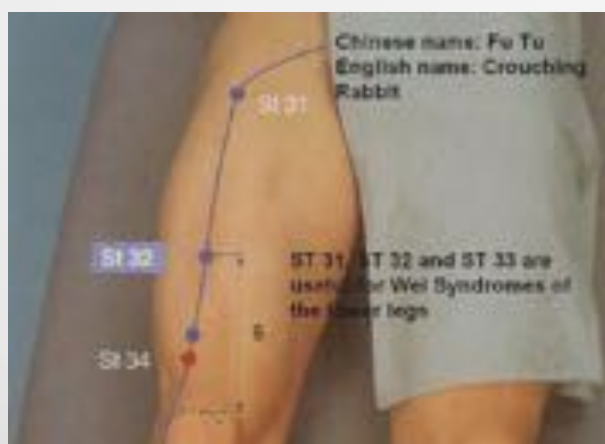 Chinese name: Fu Tu
English name: Crouching
Rabbit
St 31
St 32
ST 31, ST 32 and ST 33 are
useful for Wei Syndromes of
the lower legs
6
St 34